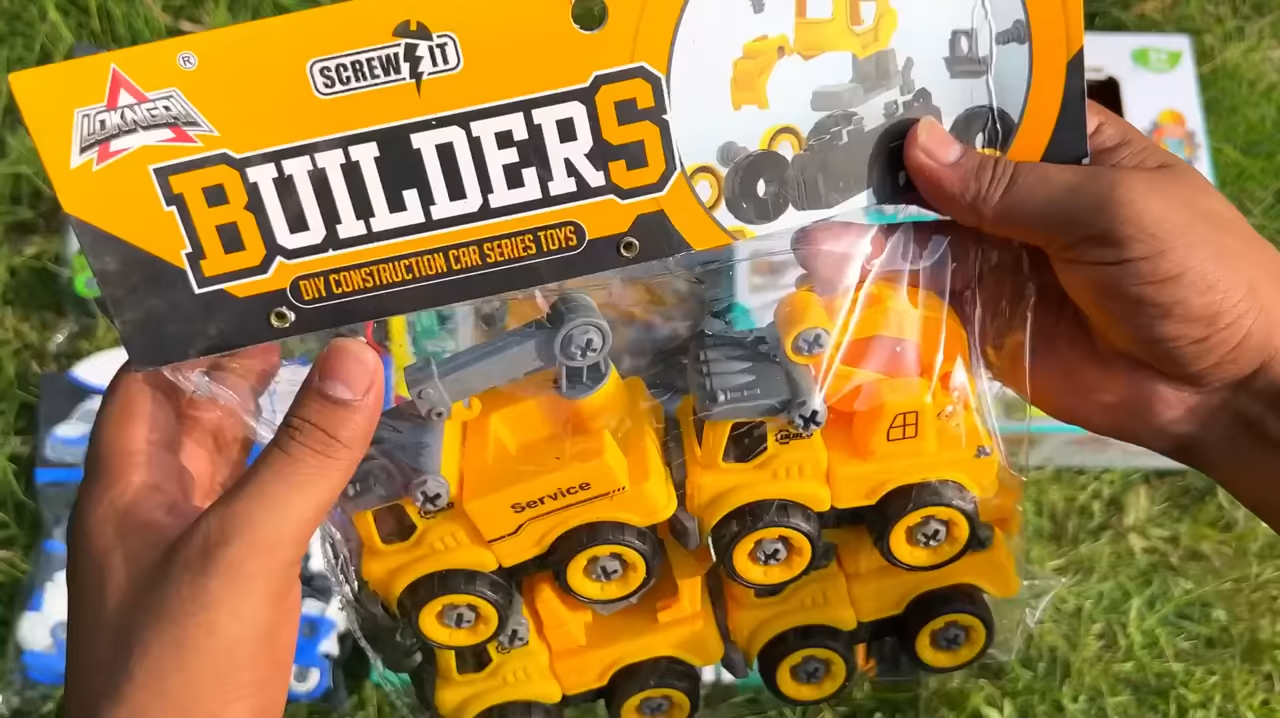 LOKNGAI
®
SCREW IT
BUILDERS
DIY CONSTRUCTION CAR SERIES TOYS
Service